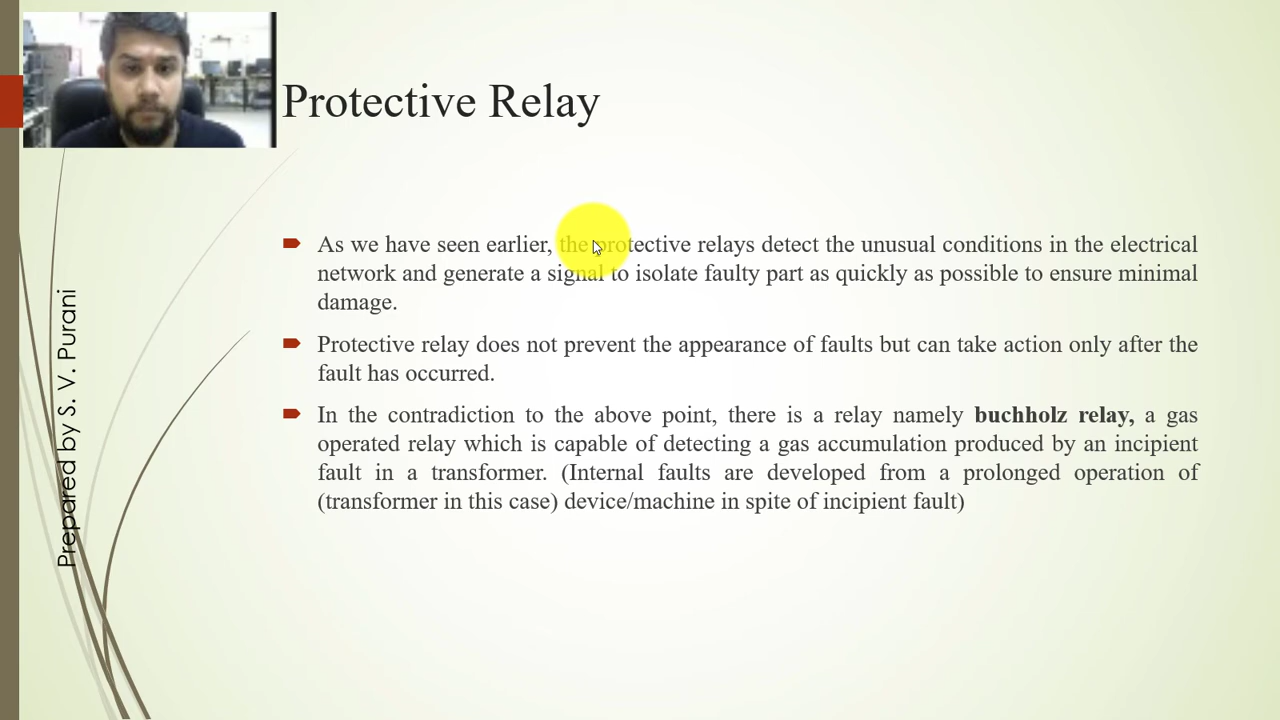 Protective Relay
As we have seen earlier, the protective relays detect the unusual conditions in the electrical
network and generate a signal to isolate faulty part as quickly as possible to ensure minimal
damage.
Protective relay does not prevent the appearance of faults but can take action only after the
fault has occurred.
In the contradiction to the above point, there is a relay namely buchholz relay, a gas
operated relay which is capable of detecting a gas accumulation produced by an incipient
fault in a transformer. (Internal faults are developed from a prolonged operation of
(transformer in this case) device/machine in spite of incipient fault)
Prepared by S. V. Purani